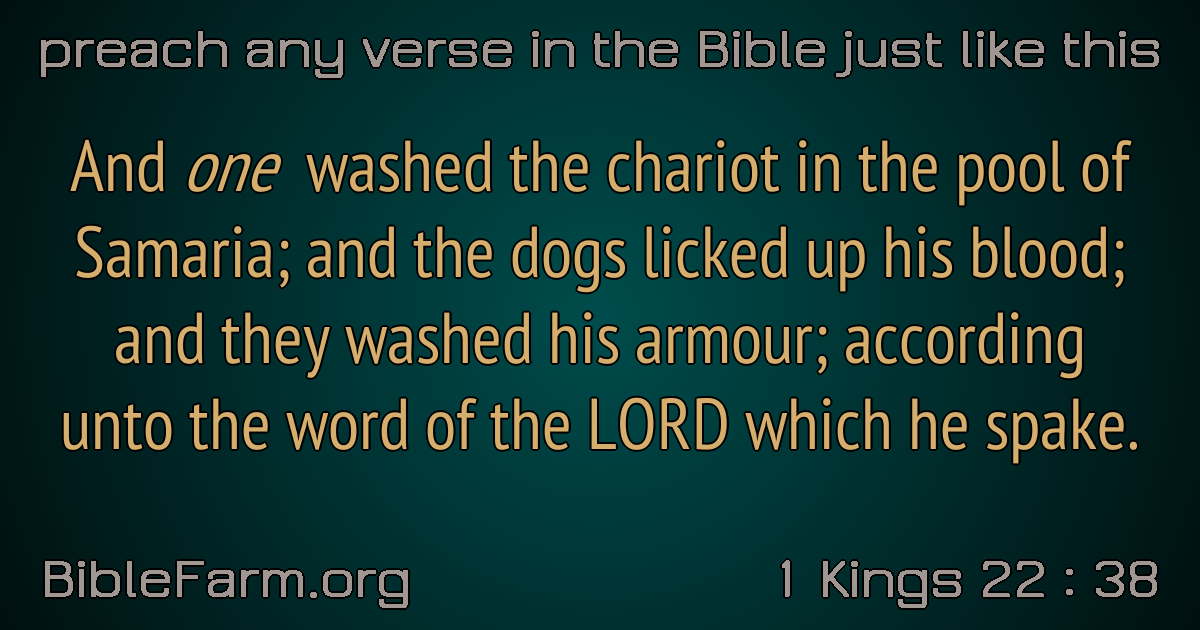 preach any verse in the Bible just like this
And one washed the chariot in the pool of
Samaria; and the dogs licked up his blood;
and they washed his armour; according
unto the word of the LORD which he spake.
BibleFarm.org
1 Kings 22 : 38